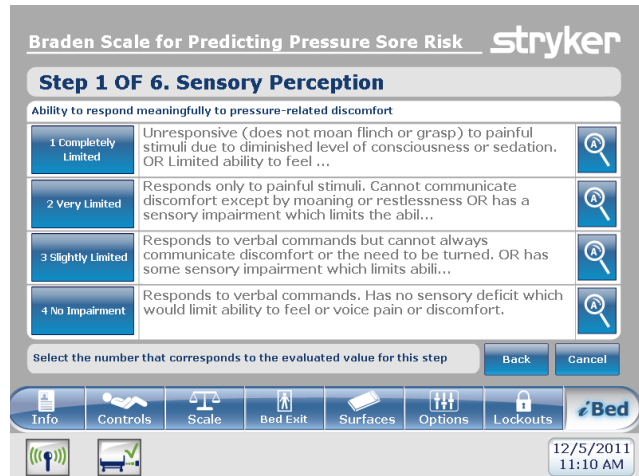 Braden Scale for Predicting Pressure Sore Risk
stryker
Step 1 OF 6. Sensory Perception
Ability to respond meaningfully to pressure-related discomfort
1 Completely
Limited
Unresponsive (does not moan flinch or grasp) to painful
stimuli due to diminished level of consciousness or sedation.
OR Limited ability to feel ...
A
2 Very Limited
Responds only to painful stimuli. Cannot communicate
discomfort except by moaning or restlessness OR has a
sensory impairment which limits the abil...
A
3 Slightly Limited
Responds to verbal commands but cannot always
communicate discomfort or the need to be turned. OR has
some sensory impairment which limits abili...
A
4 No Impairment
Responds to verbal commands. Has no sensory deficit which
would limit ability to feel or voice pain or discomfort.
A
Select the number that corresponds to the evaluated value for this step
Back
Cancel
Info
Controls
Scale
Bed Exit
Surfaces
Options
Lockouts
iBed
12/5/2011
11:10 AM